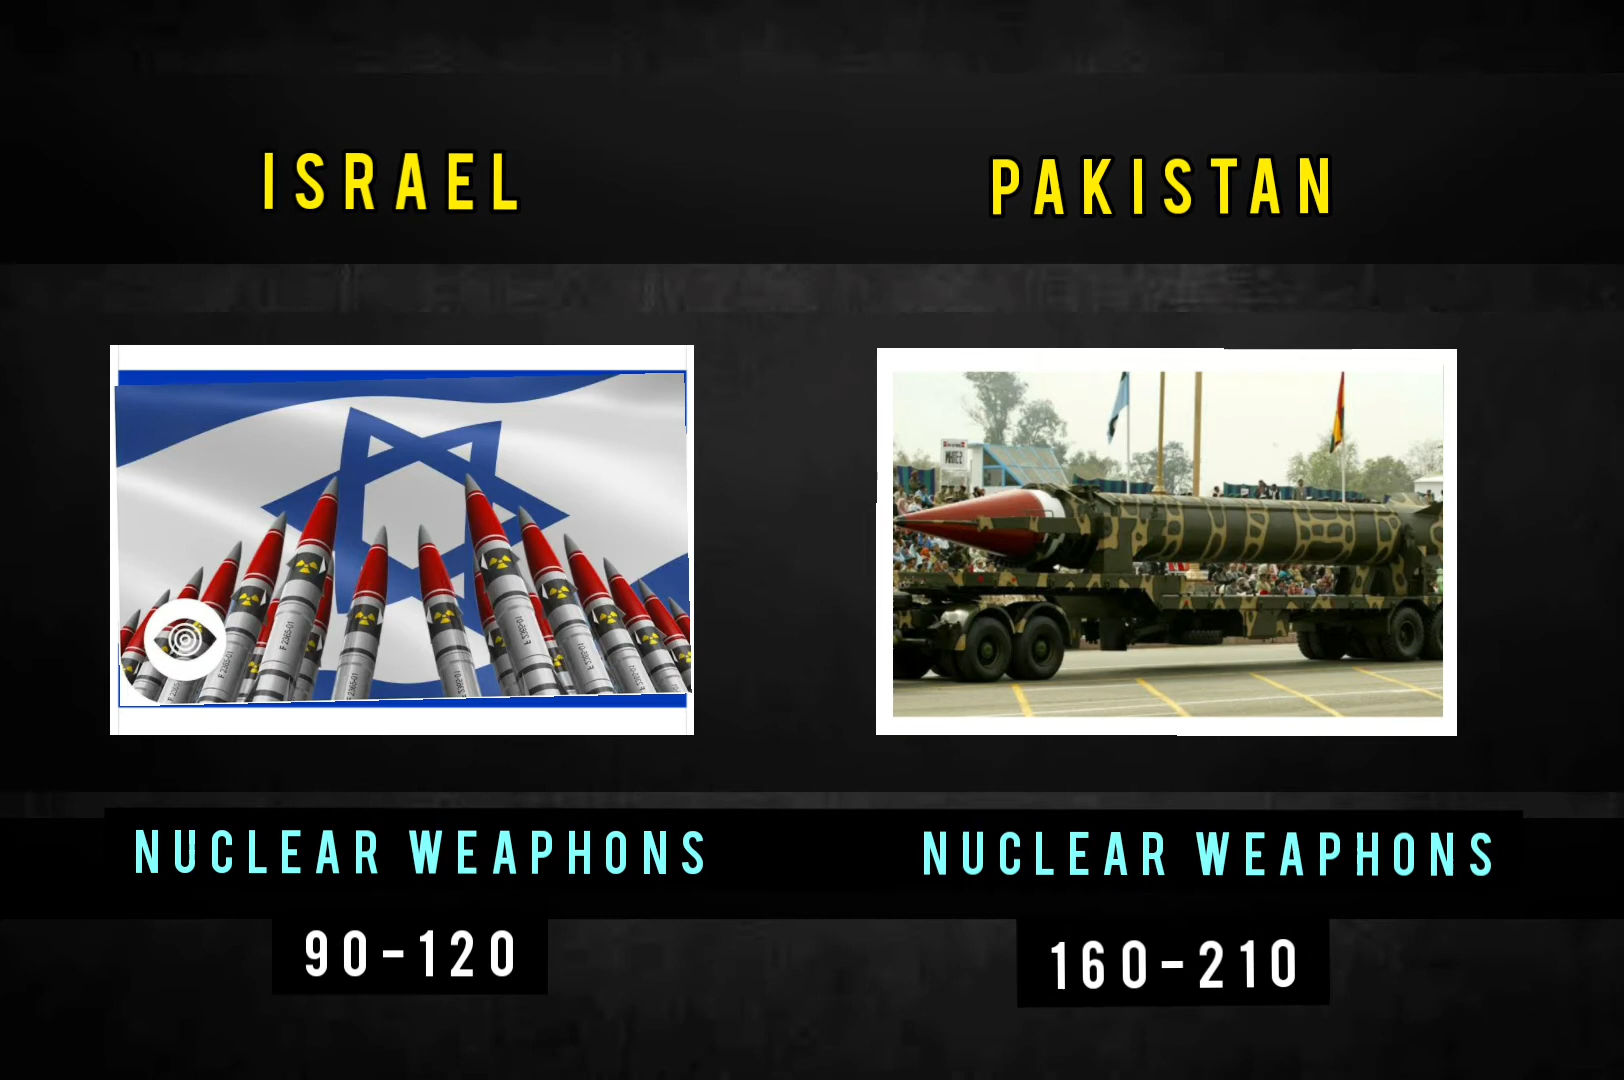 ISRAEL
PAKISTAN
NUCLEAR WEAPHONS
NUCLEAR WEAPHONS
90-120
160-210